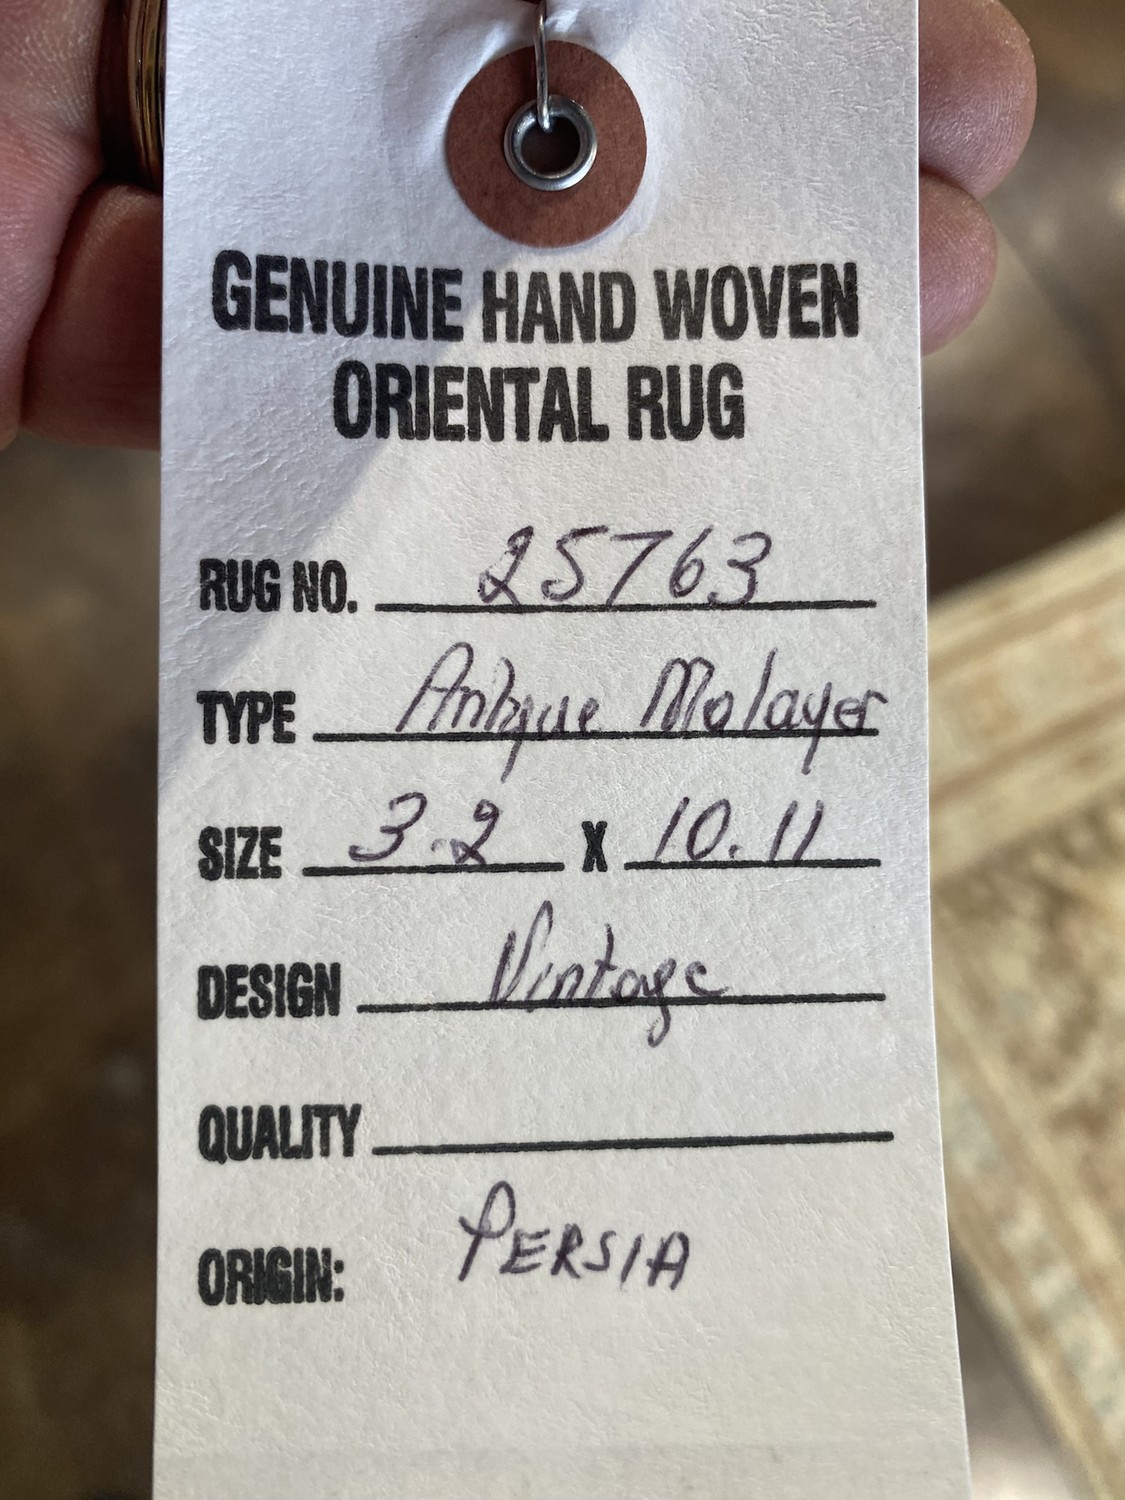 GENUINE HAND WOVEN
ORIENTAL RUG
RUG NO. 25763
TYPE Antique Molayer
SIZE 3.2 X 10.11
DESIGN Vintage
QUALITY
ORIGIN: PERSIA